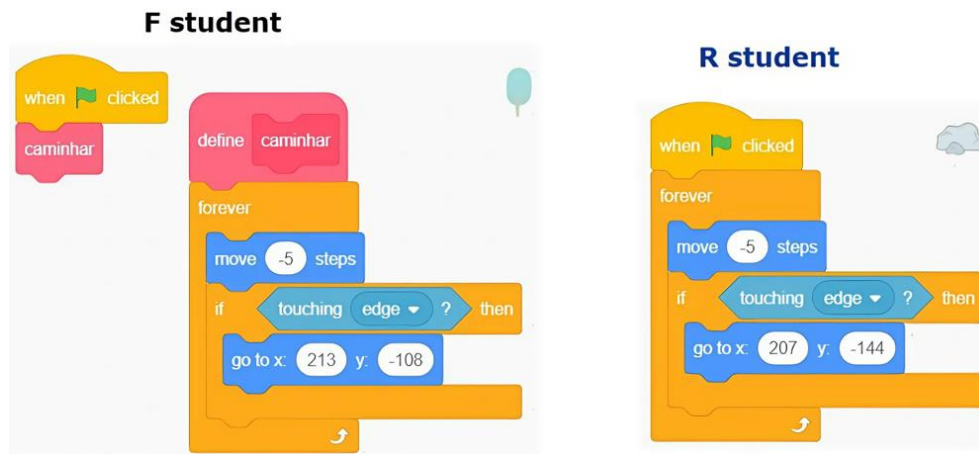 F student
when clicked
caminhar
define caminhar
forever
move -5 steps
if touching edge ? then
go to x: 213 y: -108
R student
when clicked
forever
move -5 steps
if touching edge ? then
go to x: 207 y: -144